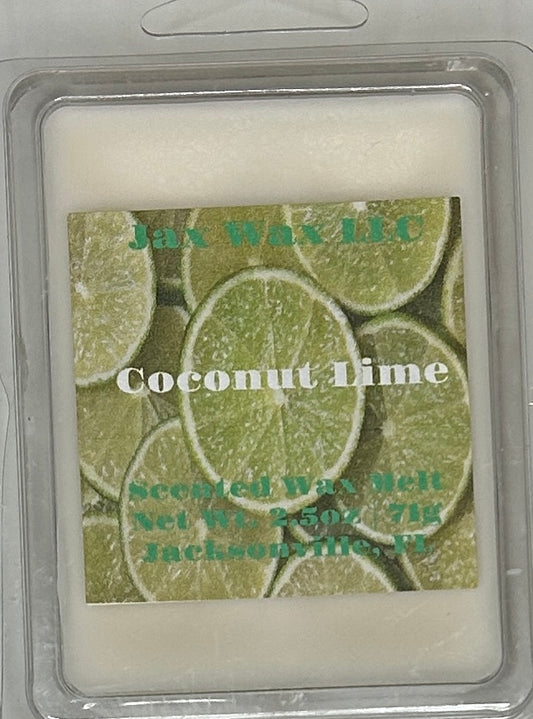 Jax Wax LLC
Coconut Lime
Scented Wax Melt
Net Wt. 2.5oz | 71g
Jacksonville, FL